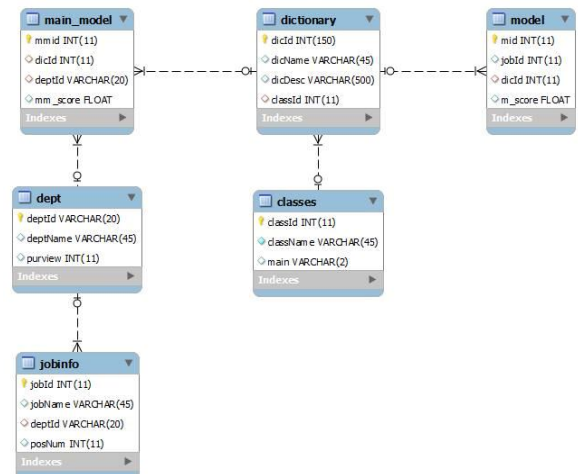 main_model
mmid INT(11)
dicId INT(11)
deptId VARCHAR(20)
mm_score FLOAT
Indexes
dictionary
dicId INT(150)
dicName VARCHAR(45)
dicDesc VARCHAR(500)
classId INT(11)
Indexes
model
mid INT(11)
jobId INT(11)
dicId INT(11)
m_score FLOAT
Indexes
dept
deptId VARCHAR(20)
deptName VARCHAR(45)
purview INT(11)
Indexes
classes
classId INT(11)
className VARCHAR(45)
main VARCHAR(2)
Indexes
jobinfo
jobId INT(11)
jobName VARCHAR(45)
deptId VARCHAR(20)
posNum INT(11)
Indexes